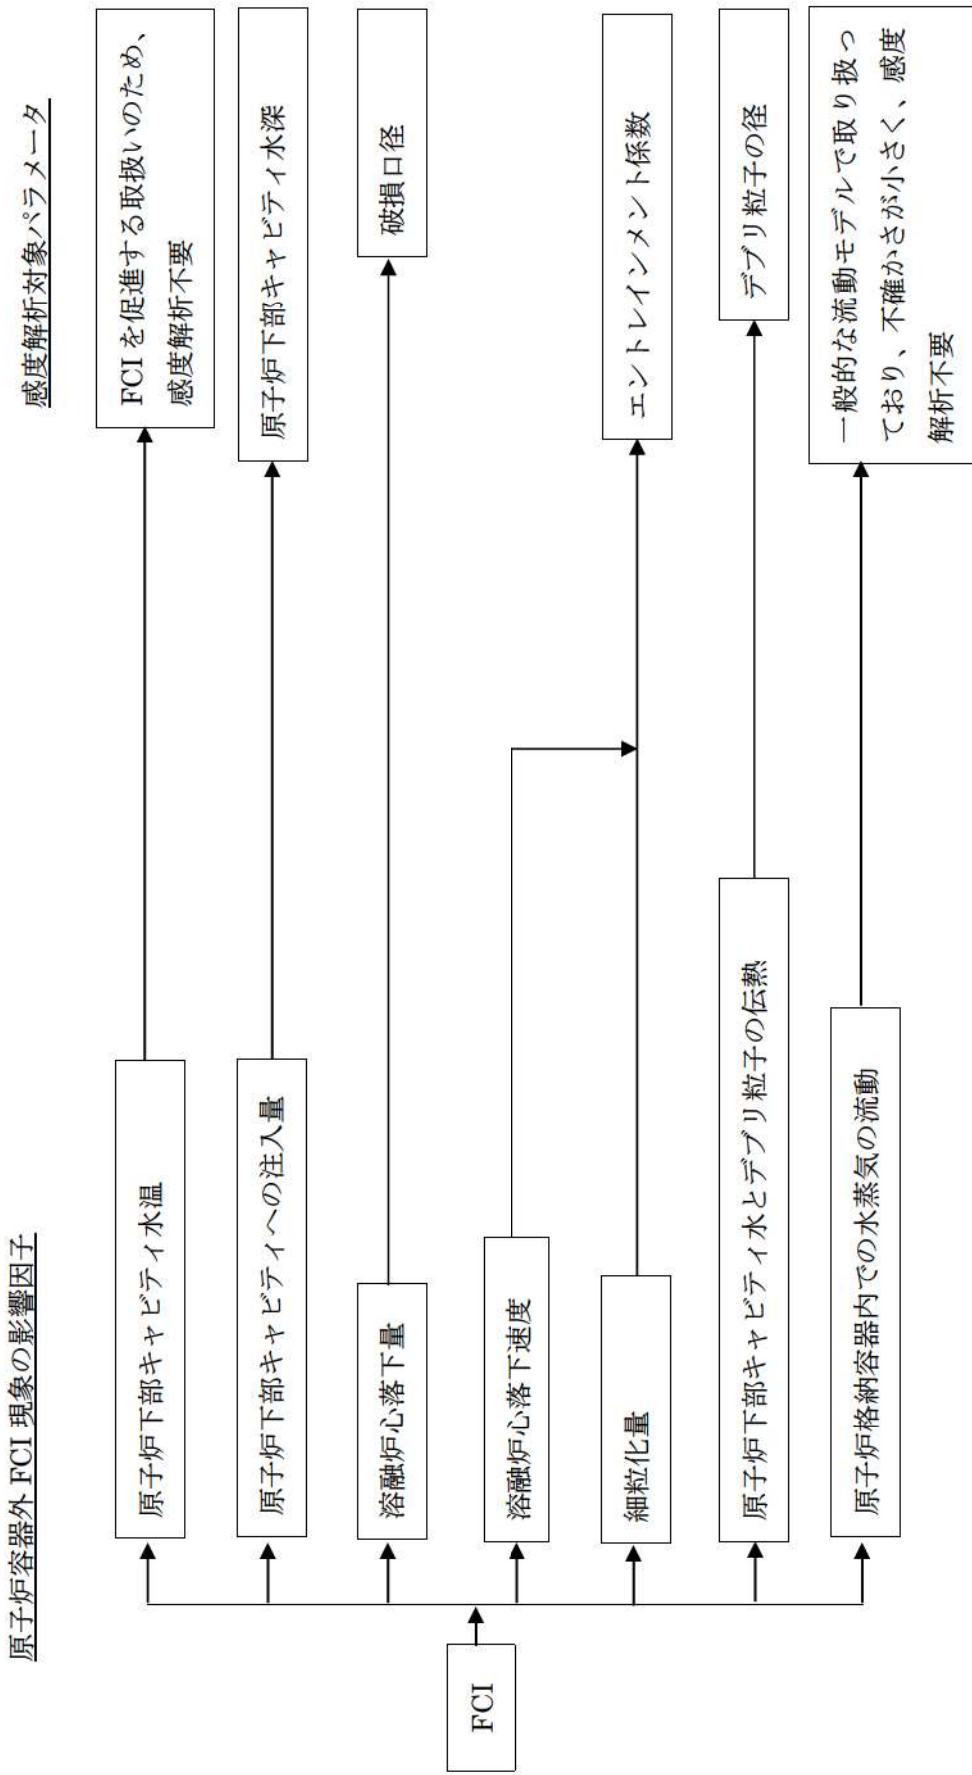 原子炉容器外 FCI 現象の影響因子
感度解析対象パラメータ
FCI
原子炉下部キャビティ水温
FCI を促進する取扱いのため、
感度解析不要
原子炉下部キャビティへの注入量
原子炉下部キャビティ水深
溶融炉心落下量
破損口径
溶融炉心落下速度
細粒化量
エントレインメント係数
原子炉下部キャビティ水とデブリ粒子の伝熱
デブリ粒子の径
原子炉格納容器内での水蒸気の流動
一般的な流動モデルで取り扱っ
ており、不確かさが小さく、感度
解析不要